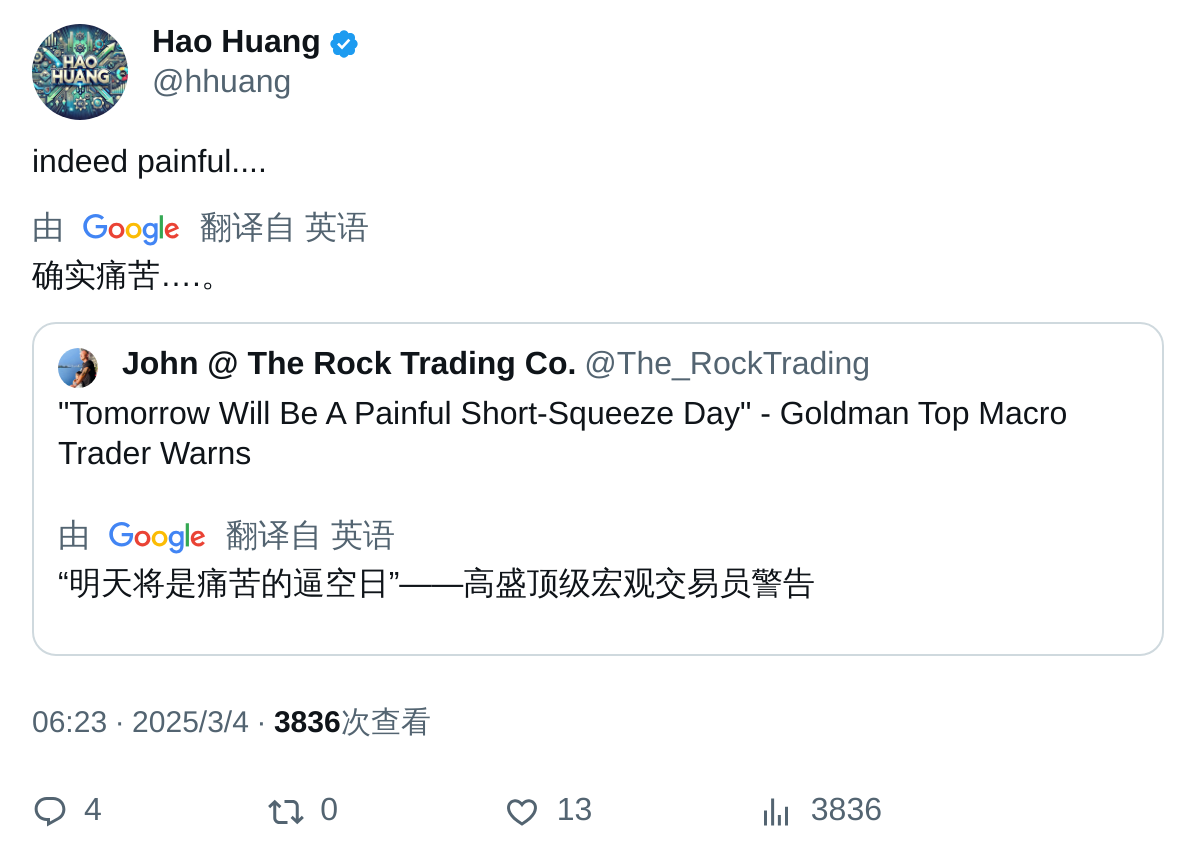 HAO
HUANG
Hao Huang
@hhuang
indeed painful....
由 Google 翻译自 英语
确实痛苦….。
John @ The Rock Trading Co. @The_RockTrading
"Tomorrow Will Be A Painful Short-Squeeze Day" - Goldman Top Macro
Trader Warns
由 Google 翻译自 英语
“明天将是痛苦的逼空日”——高盛顶级宏观交易员警告
06:23 · 2025/3/4 · 3836次查看
4 0 13 3836